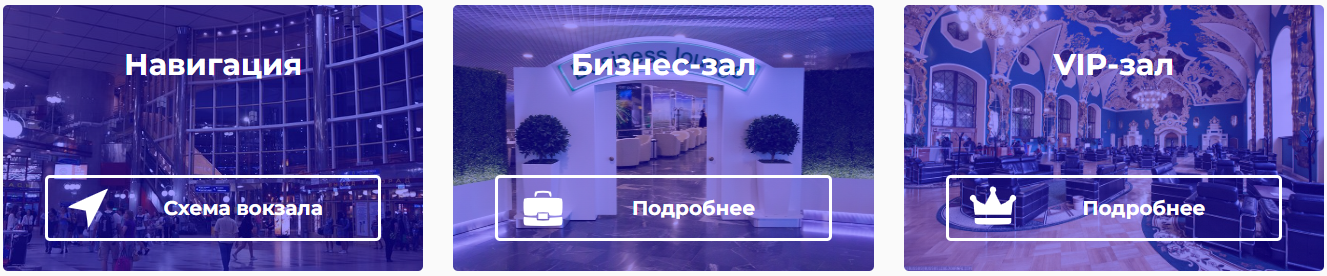 Навигация
Схема вокзала
Бизнес-зал
Подробнее
VIP-зал
Подробнее